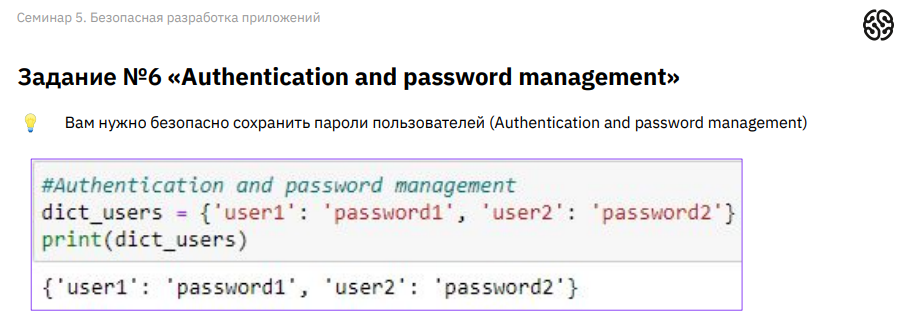 Семинар 5. Безопасная разработка приложений
Задание №6 «Authentication and password management»
Вам нужно безопасно сохранить пароли пользователей (Authentication and password management)
#Authentication and password management
dict_users = {'user1': 'password1', 'user2': 'password2'}
print(dict_users)
{'user1': 'password1', 'user2': 'password2'}